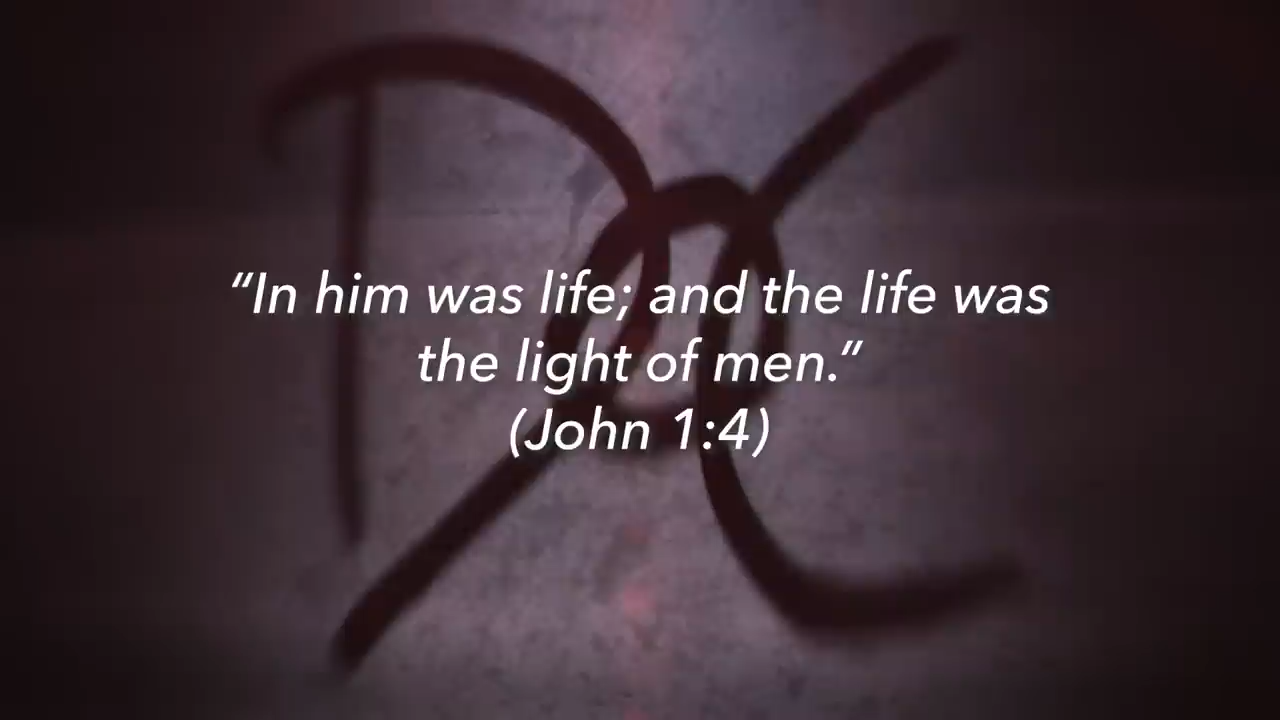 “In him was life; and the life was
the light of men.”
(John 1:4)